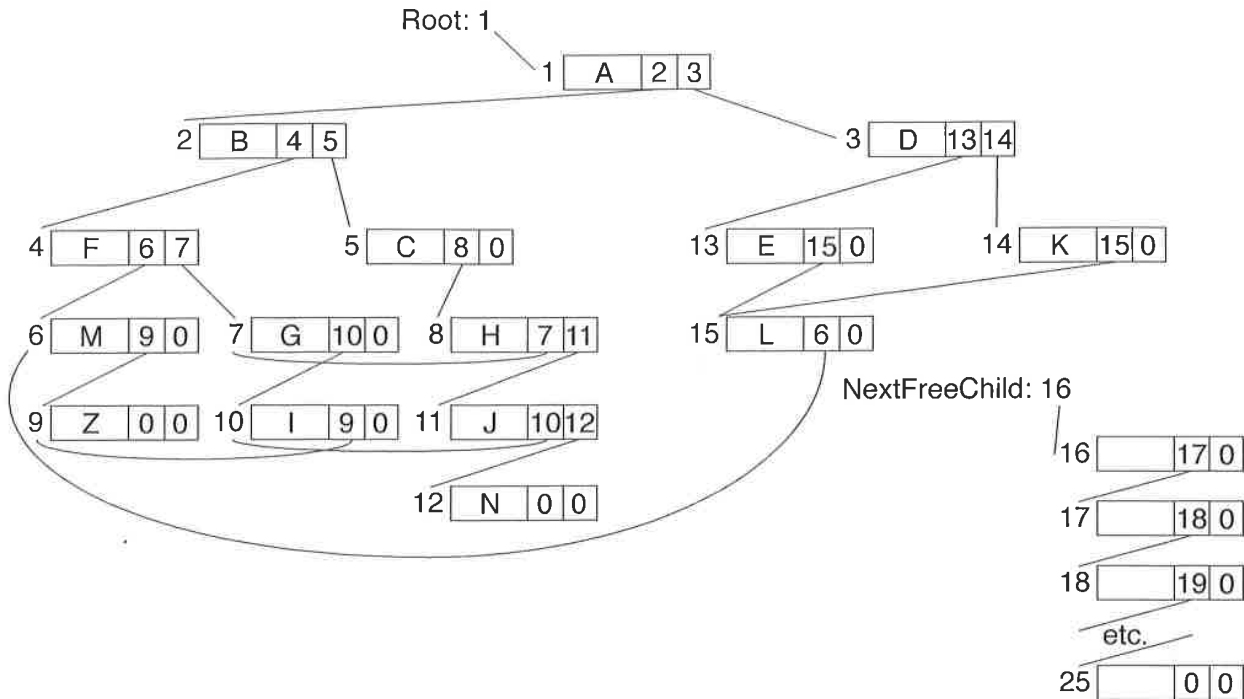 Root: 1
1 A 2 3
2 B 4 5
3 D 13 14
4 F 6 7
5 C 8 0
13 E 15 0
14 K 15 0
6 M 9 0
7 G 10 0
8 H 7 11
15 L 6 0
NextFreeChild: 16
9 Z 0 0
10 I 9 0
11 J 10 12
16 17 0
12 N 0 0
17 18 0
18 19 0
etc.
25 0 0